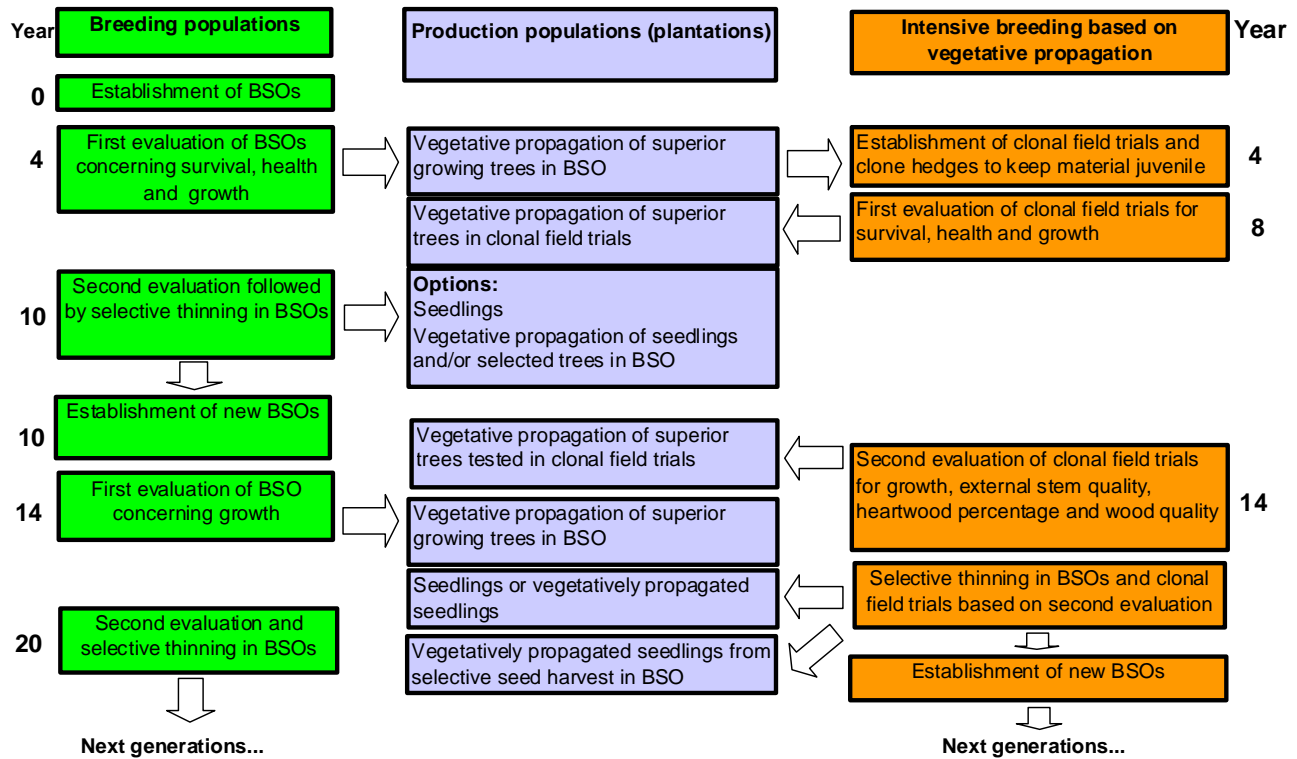 Year
Breeding populations
Production populations (plantations)
Intensive breeding based on
vegetative propagation
Year
0
Establishment of BSOs
4
First evaluation of BSOs
concerning survival, health
and growth
Vegetative propagation of superior
growing trees in BSO
Establishment of clonal field trials and
clone hedges to keep material juvenile
4
Vegetative propagation of superior
trees in clonal field trials
First evaluation of clonal field trials for
survival, health and growth
8
10
Second evaluation followed
by selective thinning in BSOs
Options:
Seedlings
Vegetative propagation of seedlings
and/or selected trees in BSO
10
Establishment of new BSOs
Vegetative propagation of superior
trees tested in clonal field trials
Second evaluation of clonal field trials
for growth, external stem quality,
heartwood percentage and wood quality
14
14
First evaluation of BSO
concerning growth
Vegetative propagation of superior
growing trees in BSO
Seedlings or vegetatively propagated
seedlings
Selective thinning in BSOs and clonal
field trials based on second evaluation
20
Second evaluation and
selective thinning in BSOs
Vegetatively propagated seedlings from
selective seed harvest in BSO
Establishment of new BSOs
Next generations...
Next generations...